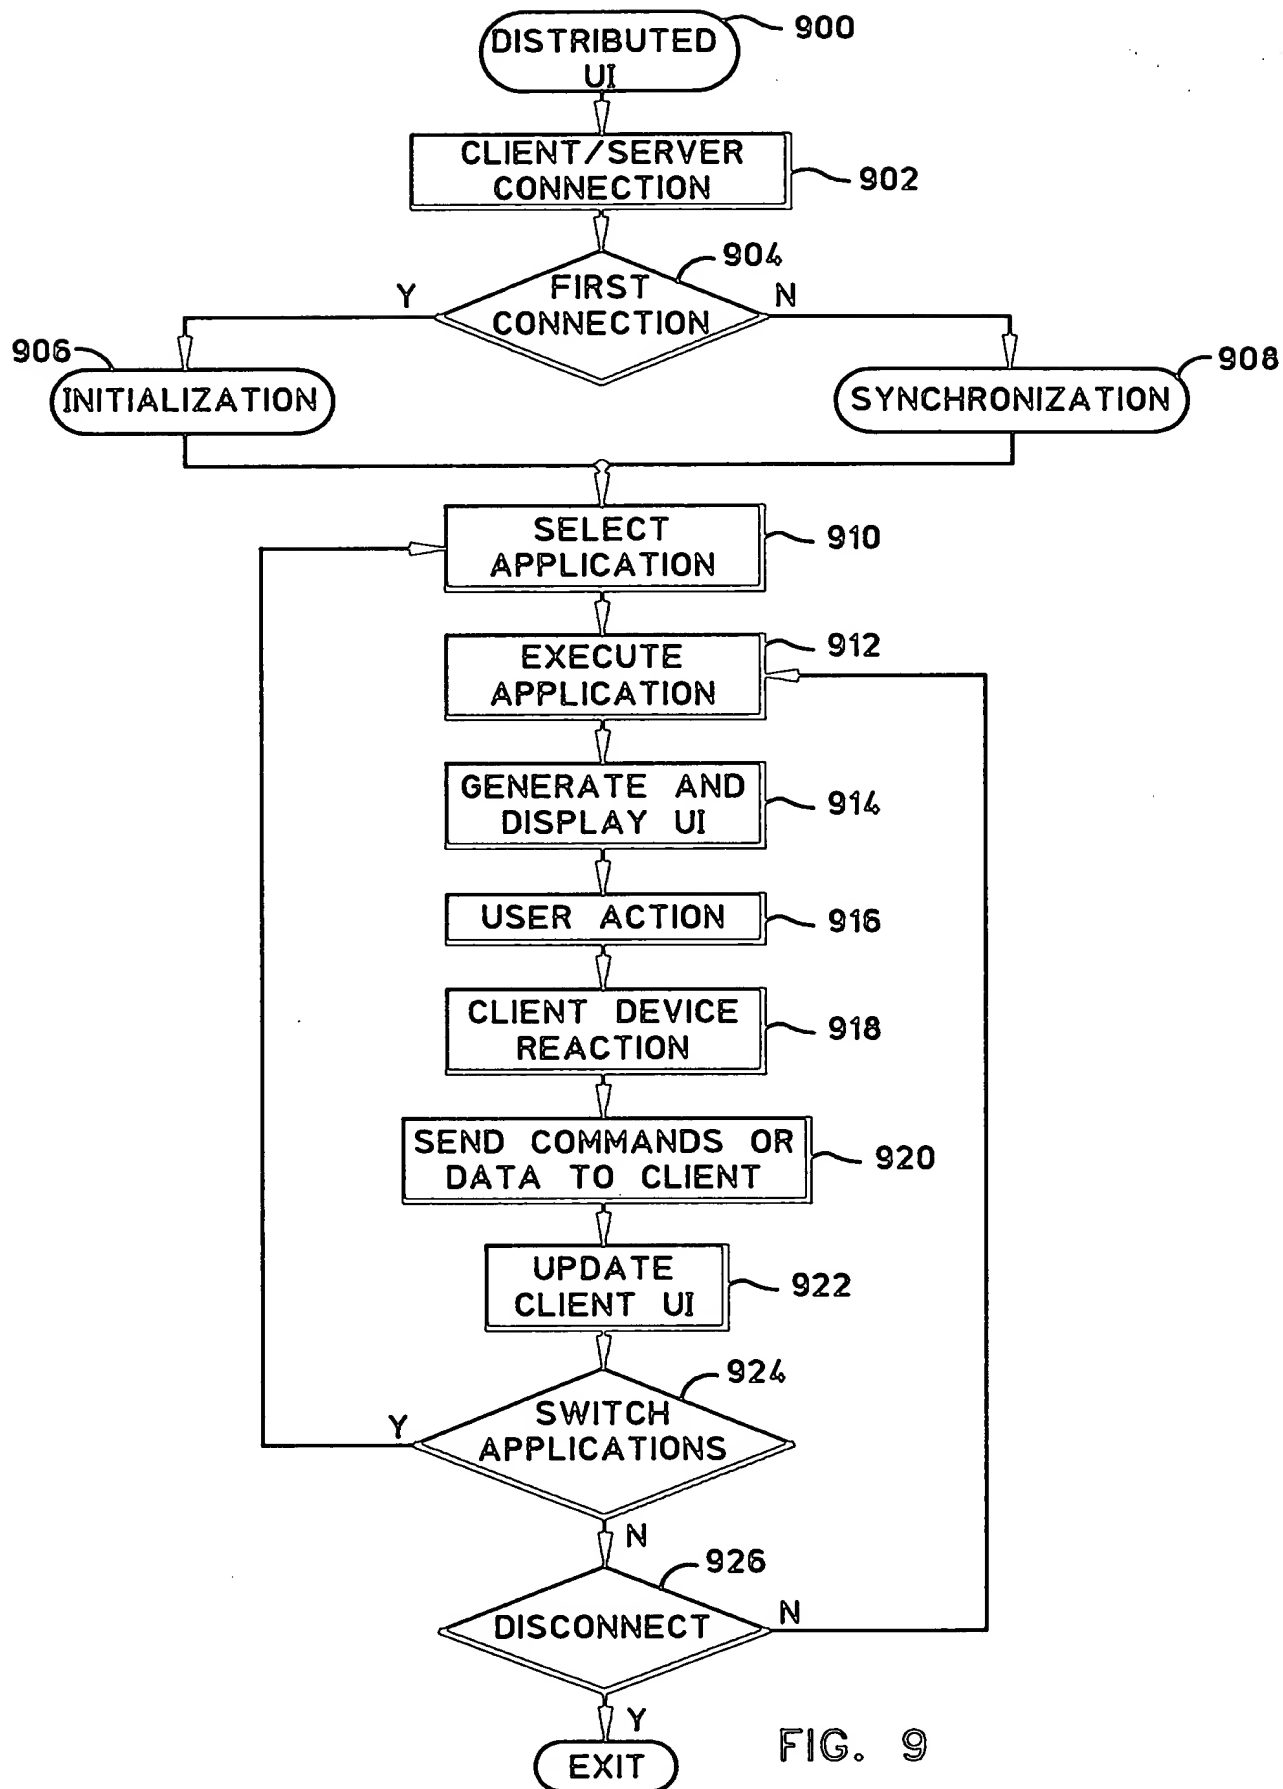 900
DISTRIBUTED
UI
CLIENT/SERVER
CONNECTION
902
904
FIRST
CONNECTION
Y
N
906
INITIALIZATION
908
SYNCHRONIZATION
SELECT
APPLICATION
910
EXECUTE
APPLICATION
912
GENERATE AND
DISPLAY UI
914
USER ACTION
916
CLIENT DEVICE
REACTION
918
SEND COMMANDS OR
DATA TO CLIENT
920
UPDATE
CLIENT UI
922
924
SWITCH
APPLICATIONS
Y
N
926
DISCONNECT
N
Y
EXIT
FIG. 9